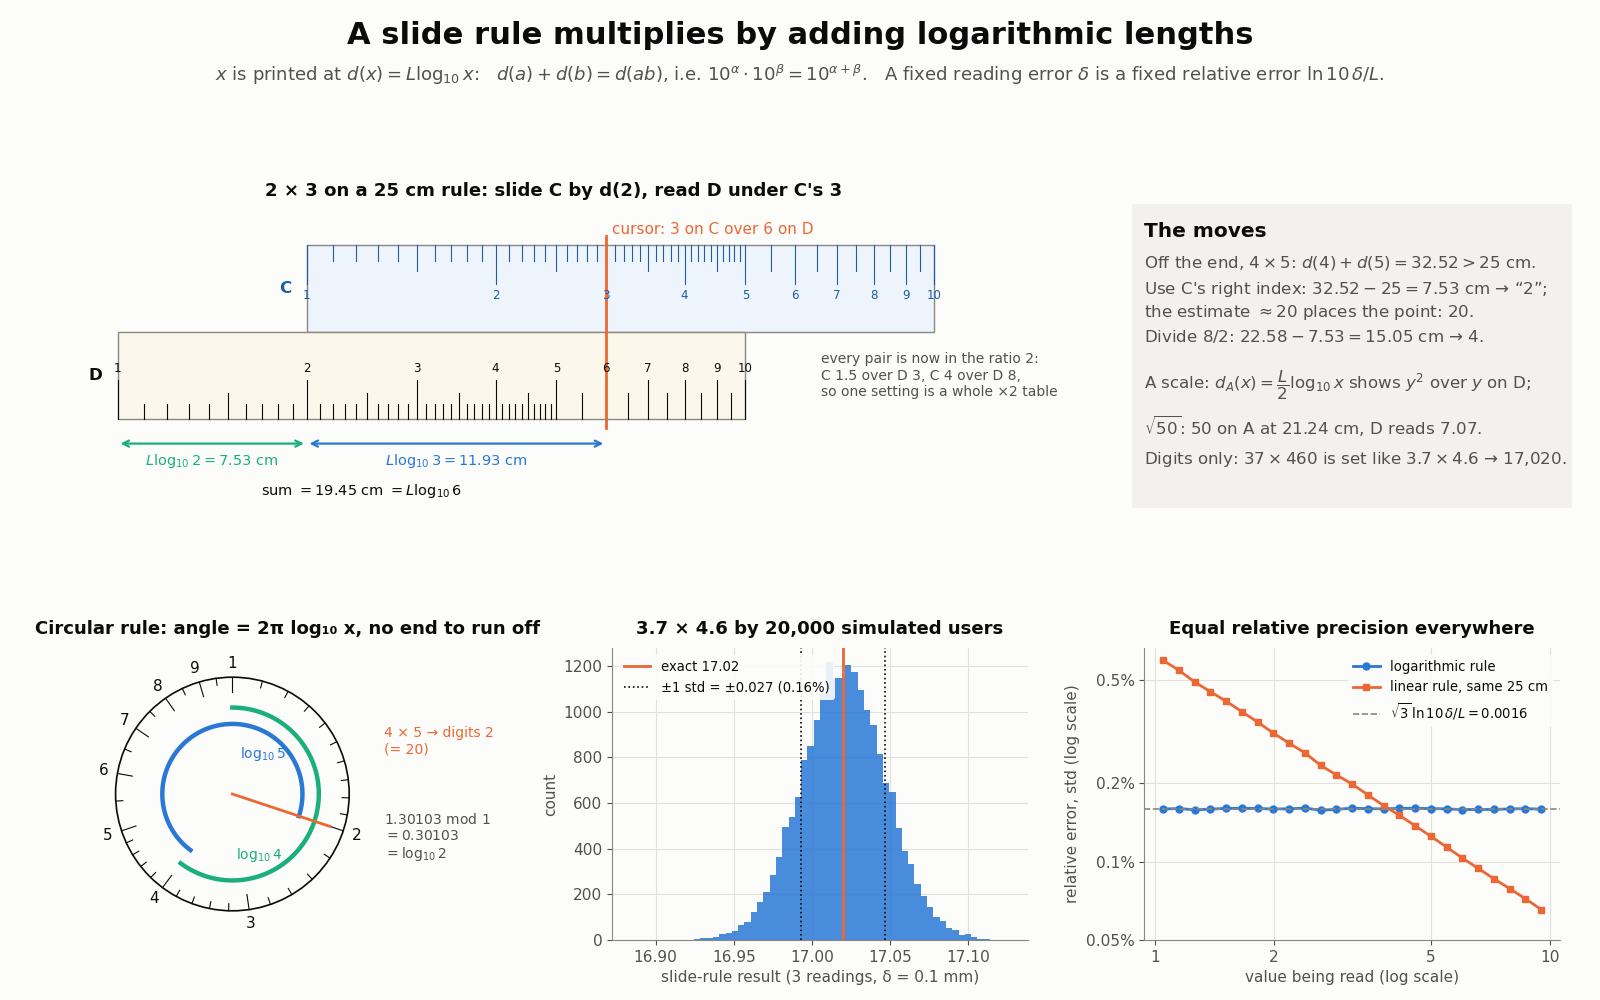 A slide rule multiplies by adding logarithmic lengths
x is printed at d(x) = L log₁₀ x:   d(a) + d(b) = d(ab), i.e. 10^α · 10^β = 10^(α+β).   A fixed reading error δ is a fixed relative error ln 10 δ/L.
2 × 3 on a 25 cm rule: slide C by d(2), read D under C's 3
cursor: 3 on C over 6 on D
C
1 2 3 4 5 6 7 8 9 10
D
1 2 3 4 5 6 7 8 9 10
every pair is now in the ratio 2:
C 1.5 over D 3, C 4 over D 8,
so one setting is a whole ×2 table
L log₁₀ 2 = 7.53 cm
L log₁₀ 3 = 11.93 cm
sum = 19.45 cm = L log₁₀ 6
The moves
Off the end, 4 × 5: d(4) + d(5) = 32.52 > 25 cm.
Use C's right index: 32.52 − 25 = 7.53 cm → “2”;
the estimate ≈ 20 places the point: 20.
Divide 8/2: 22.58 − 7.53 = 15.05 cm → 4.
A scale: d_A(x) = L/2 log₁₀ x shows y² over y on D;
√50: 50 on A at 21.24 cm, D reads 7.07.
Digits only: 37 × 460 is set like 3.7 × 4.6 → 17,020.
Circular rule: angle = 2π log₁₀ x, no end to run off
1
2
3
4
5
6
7
8
9
log₁₀ 5
log₁₀ 4
4 × 5 → digits 2
(= 20)
1.30103 mod 1
= 0.30103
= log₁₀ 2
3.7 × 4.6 by 20,000 simulated users
exact 17.02
±1 std = ±0.027 (0.16%)
count
1200
1000
800
600
400
200
0
16.90 16.95 17.00 17.05 17.10
slide-rule result (3 readings, δ = 0.1 mm)
Equal relative precision everywhere
logarithmic rule
linear rule, same 25 cm
√3 ln 10 δ/L = 0.0016
relative error, std (log scale)
0.5%
0.2%
0.1%
0.05%
1 2 5 10
value being read (log scale)